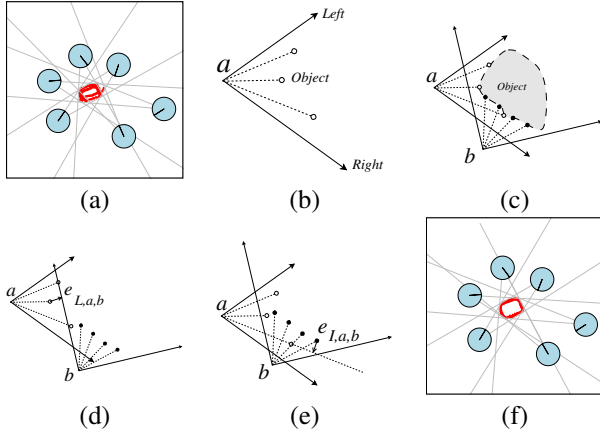 Left
a
Object
Right
a
Object
b
(a)
(b)
(c)
a
e L,a,b
b
a
e I,a,b
b
(d)
(e)
(f)